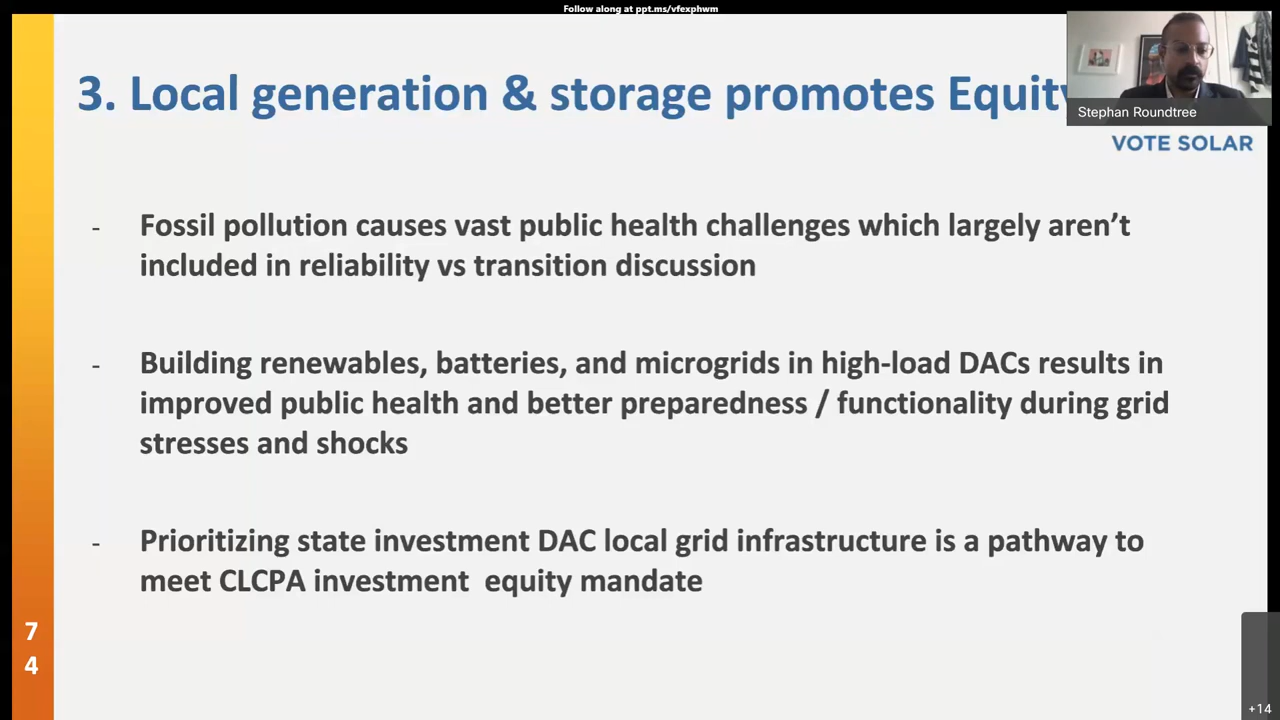 Follow along at ppt.ms/vfexphwm
3. Local generation & storage promotes Equity
Stephan Roundtree
VOTE SOLAR
- Fossil pollution causes vast public health challenges which largely aren’t
included in reliability vs transition discussion
- Building renewables, batteries, and microgrids in high-load DACs results in
improved public health and better preparedness / functionality during grid
stresses and shocks
- Prioritizing state investment DAC local grid infrastructure is a pathway to
meet CLCPA investment  equity mandate
7
4
+14